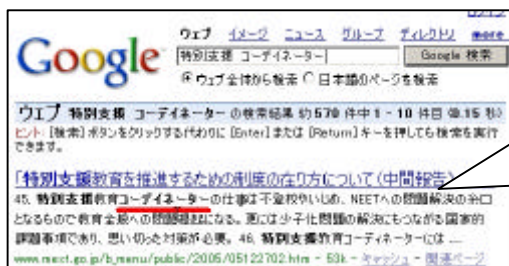 ログイン
ウェブ イメージ ニュース グループ ディレクトリ more
Google
特別支援 コーデイネーター
Google 検索
ウェブ全体から検索 日本語のページを検索
ウェブ 特別支援 コーデイネーター の検索結果 約 570 件中 1 - 10 件目 (0.15 秒)
ヒント: [検索] ボタンをクリックする代わりに [Enter] または [Return] キーを押しても検索を実行
できます。
「特別支援教育を推進するための制度の在り方について(中間報告)
45. 特別支援教育コーデイネーターの仕事は不登校やいじめ、NEETへの問題解決の糸口
となるもので教育全般への問題提起になる。更には少子化問題の解決にもつながる国家的
課題事項であり、思い切った対策が必要。46. 特別支援教育コーディネーターには ...
www.mext.go.jp/b_menu/public/2005/05122702.htm - 53k - キャッシュ - 関連ページ